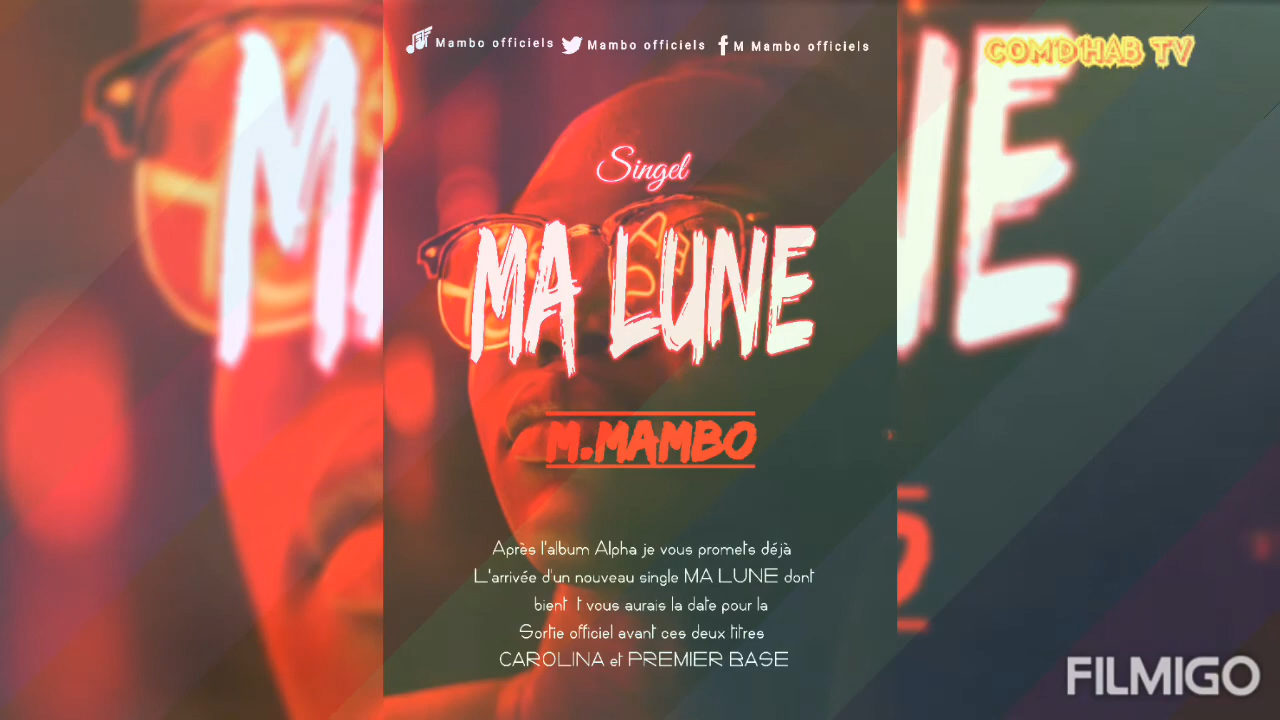 Mambo officiels Mambo officiels M Mambo officiels
COMD'HAB TV
Singel
MA LUNE
M.MAMBO
Après l'album Alpha je vous promets déjà
L'arrivée d'un nouveau single MA LUNE dont
bient t vous aurais la date pour la
Sortie officiel avant ces deux titres
CAROLINA et PREMIER BASE
FILMIGO